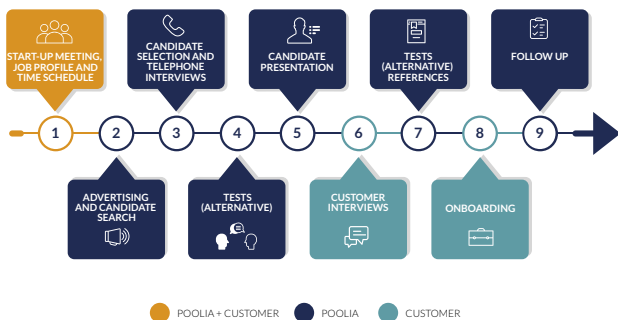 START-UP MEETING,
JOB PROFILE AND
TIME SCHEDULE
CANDIDATE
SELECTION AND
TELEPHONE
INTERVIEWS
CANDIDATE
PRESENTATION
TESTS
(ALTERNATIVE)
REFERENCES
FOLLOW UP
1
2
3
4
5
6
7
8
9
ADVERTISING
AND CANDIDATE
SEARCH
TESTS
(ALTERNATIVE)
CUSTOMER
INTERVIEWS
ONBOARDING
POOLIA + CUSTOMER
POOLIA
CUSTOMER